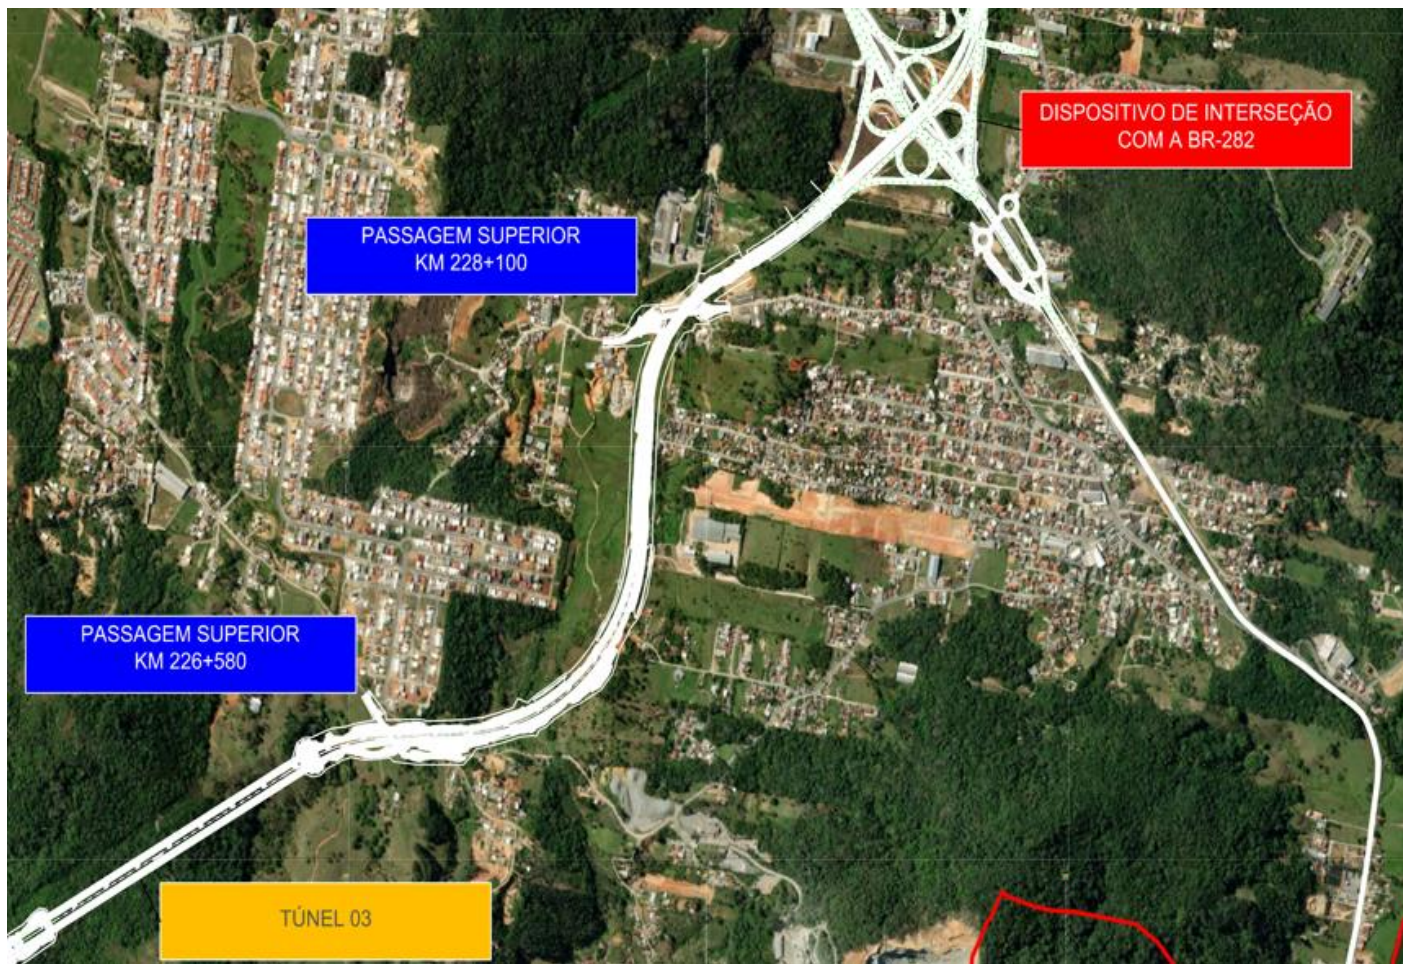 DISPOSITIVO DE INTERSEÇÃO
COM A BR-282
PASSAGEM SUPERIOR
KM 228+100
PASSAGEM SUPERIOR
KM 226+580
TÚNEL 03